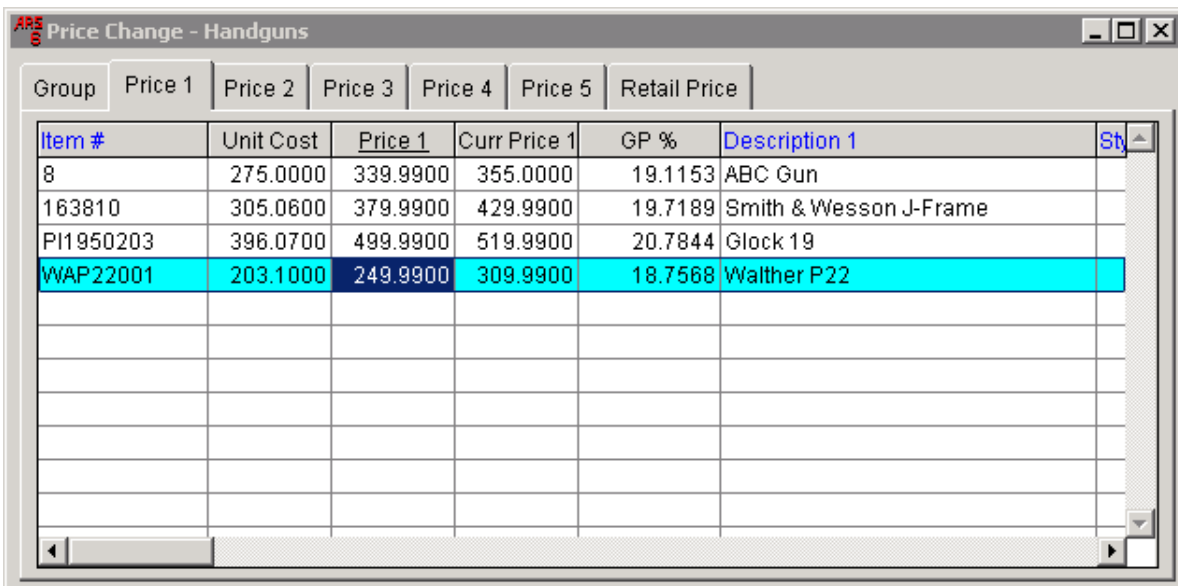 ARS
S
Price Change - Handguns
Group Price 1 Price 2 Price 3 Price 4 Price 5 Retail Price
Item # Unit Cost Price 1 Curr Price 1 GP % Description 1 Sty
8 275.0000 339.9900 355.0000 19.1153 ABC Gun
163810 305.0600 379.9900 429.9900 19.7189 Smith & Wesson J-Frame
PI1950203 396.0700 499.9900 519.9900 20.7844 Glock 19
WAP22001 203.1000 249.9900 309.9900 18.7568 Walther P22